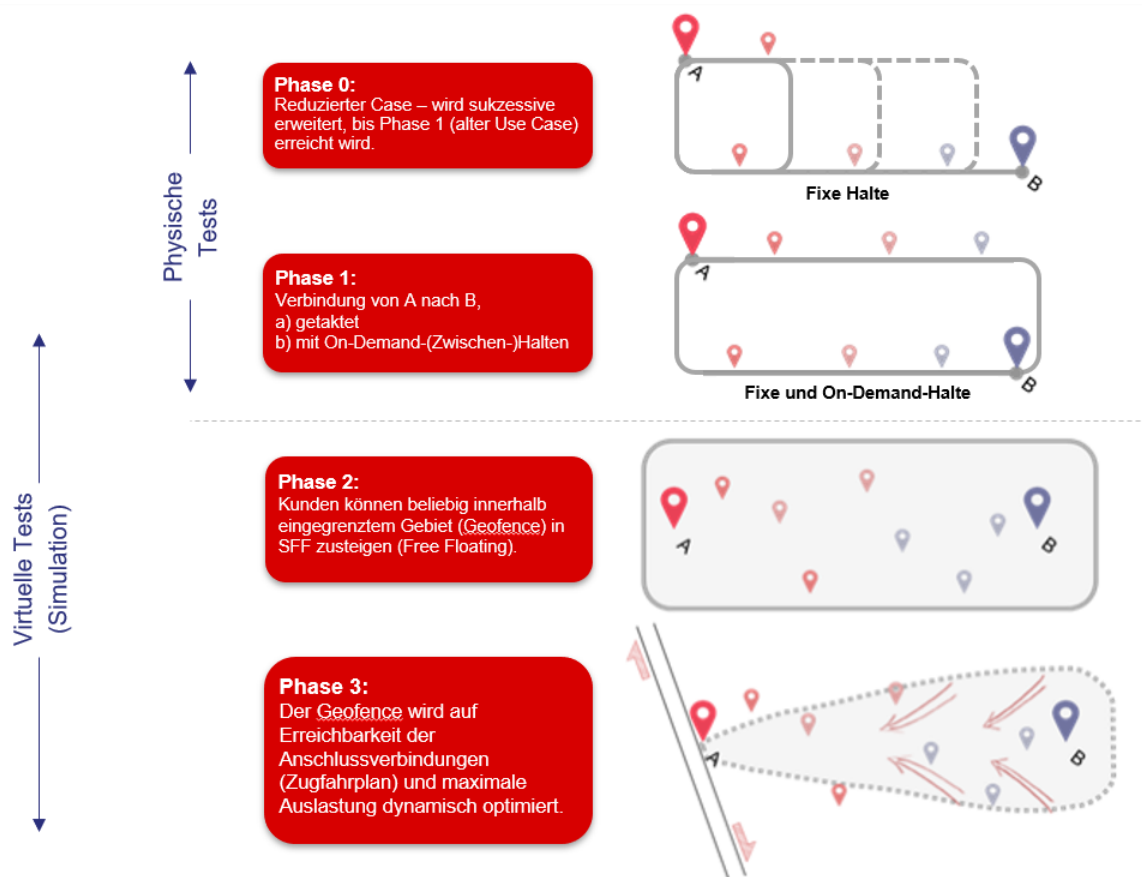 Physische
Tests
Phase 0:
Reduzierter Case – wird sukzessive
erweitert, bis Phase 1 (alter Use Case)
erreicht wird.
A
B
Fixe Halte
Phase 1:
Verbindung von A nach B,
a) getaktet
b) mit On-Demand-(Zwischen-)Halten
A
B
Fixe und On-Demand-Halte
Virtuelle Tests
(Simulation)
Phase 2:
Kunden können beliebig innerhalb
eingegrenztem Gebiet (Geofence) in
SFF zusteigen (Free Floating).
A
B
Phase 3:
Der Geofence wird auf
Erreichbarkeit der
Anschlussverbindungen
(Zugfahrplan) und maximale
Auslastung dynamisch optimiert.
A
B